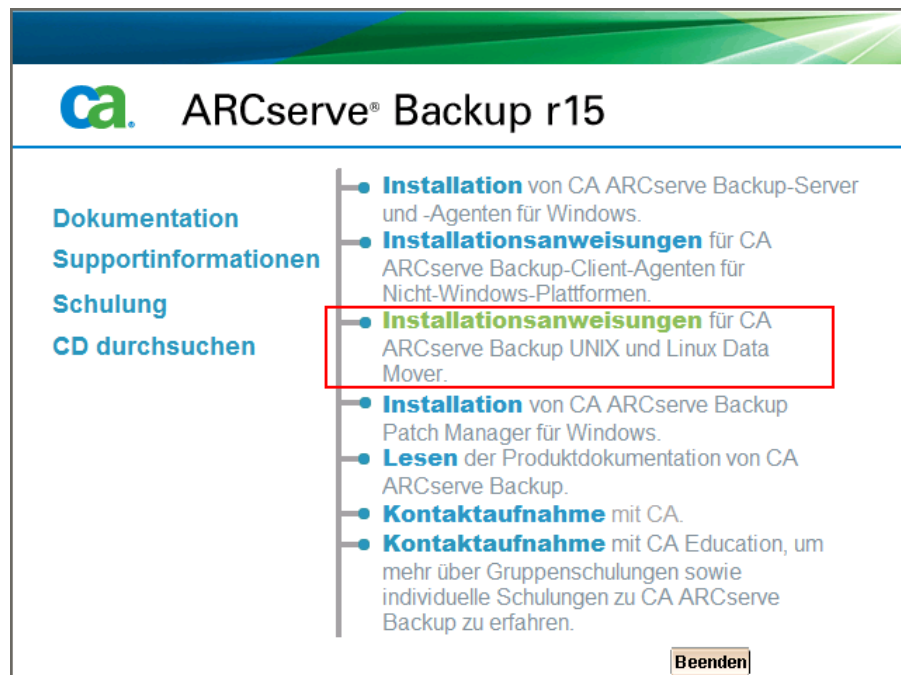 ca.
ARCserve® Backup r15
Dokumentation
Supportinformationen
Schulung
CD durchsuchen
Installation von CA ARCserve Backup-Server
und -Agenten für Windows.
Installationsanweisungen für CA
ARCserve Backup-Client-Agenten für
Nicht-Windows-Plattformen.
Installationsanweisungen für CA
ARCserve Backup UNIX und Linux Data
Mover.
Installation von CA ARCserve Backup
Patch Manager für Windows.
Lesen der Produktdokumentation von CA
ARCserve Backup.
Kontaktaufnahme mit CA.
Kontaktaufnahme mit CA Education, um
mehr über Gruppenschulungen sowie
individuelle Schulungen zu CA ARCserve
Backup zu erfahren.
Beenden